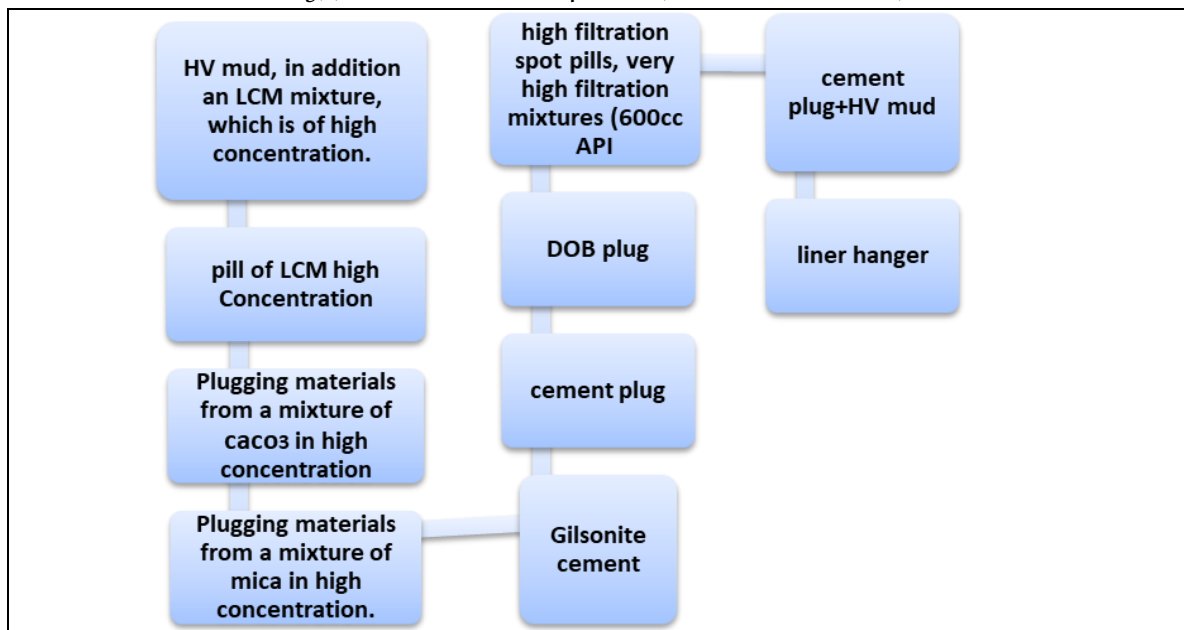 HV mud, in addition
an LCM mixture,
which is of high
concentration.
pill of LCM high
Concentration
Plugging materials
from a mixture of
caco3 in high
concentration
Plugging materials
from a mixture of
mica in high
concentration.
high filtration
spot pills, very
high filtration
mixtures (600cc
API
DOB plug
cement plug
Gilsonite
cement
cement
plug+HV mud
liner hanger